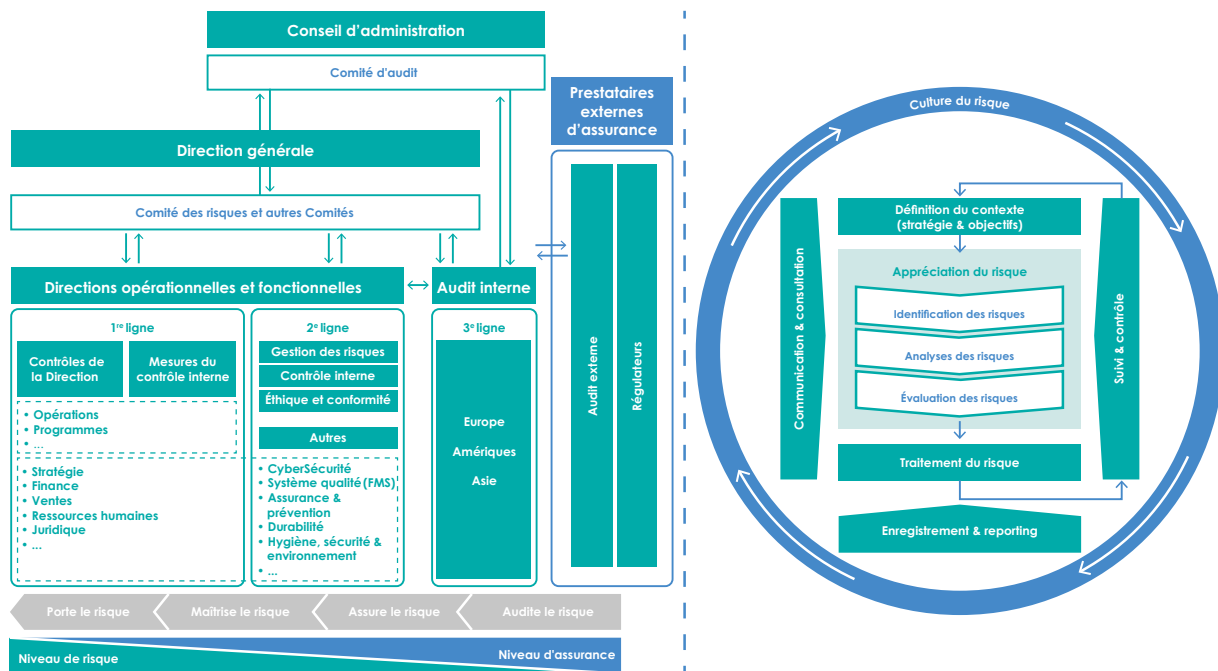 Conseil d'administration
Comité d'audit
Prestataires
externes
d'assurance
Direction générale
Comité des risques et autres Comités
Directions opérationnelles et fonctionnelles
Audit interne
1re ligne
Contrôles de
la Direction
Mesures du
contrôle interne
• Opérations
• Programmes
• ...
• Stratégie
• Finance
• Ventes
• Ressources humaines
• Juridique
• ...
2e ligne
Gestion des risques
Contrôle interne
Éthique et conformité
Autres
• CyberSécurité
• Système qualité (FMS)
• Assurance &
prévention
• Durabilité
• Hygiène, sécurité &
environnement
• ...
3e ligne
Europe
Amériques
Asie
Audit externe
Régulateurs
Porte le risque
Maîtrise le risque
Assure le risque
Audite le risque
Niveau de risque
Niveau d'assurance
Culture du risque
Communication & consultation
Définition du contexte
(stratégie & objectifs)
Appréciation du risque
Identification des risques
Analyses des risques
Évaluation des risques
Traitement du risque
Suivi & contrôle
Enregistrement & reporting